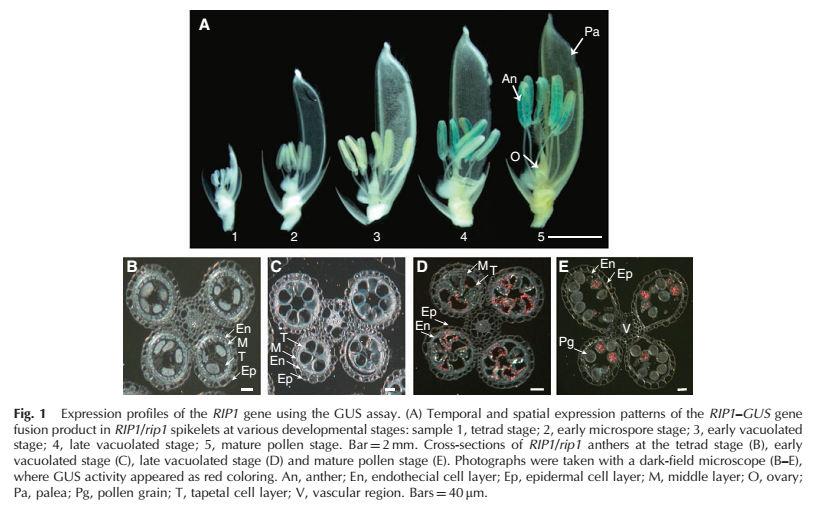 A
Pa
An
O
1 2 3 4 5
B C D E
En
M
T
Ep
T
M
En
Ep
M
T
Ep
En
En
Ep
V
Pg
Fig. 1 Expression profiles of the RIP1 gene using the GUS assay. (A) Temporal and spatial expression patterns of the RIP1–GUS gene
fusion product in RIP1/rip1 spikelets at various developmental stages: sample 1, tetrad stage; 2, early microspore stage; 3, early vacuolated
stage; 4, late vacuolated stage; 5, mature pollen stage. Bar = 2 mm. Cross-sections of RIP1/rip1 anthers at the tetrad stage (B), early
vacuolated stage (C), late vacuolated stage (D) and mature pollen stage (E). Photographs were taken with a dark-field microscope (B–E),
where GUS activity appeared as red coloring. An, anther; En, endothecial cell layer; Ep, epidermal cell layer; M, middle layer; O, ovary;
Pa, palea; Pg, pollen grain; T, tapetal cell layer; V, vascular region. Bars = 40 μm.